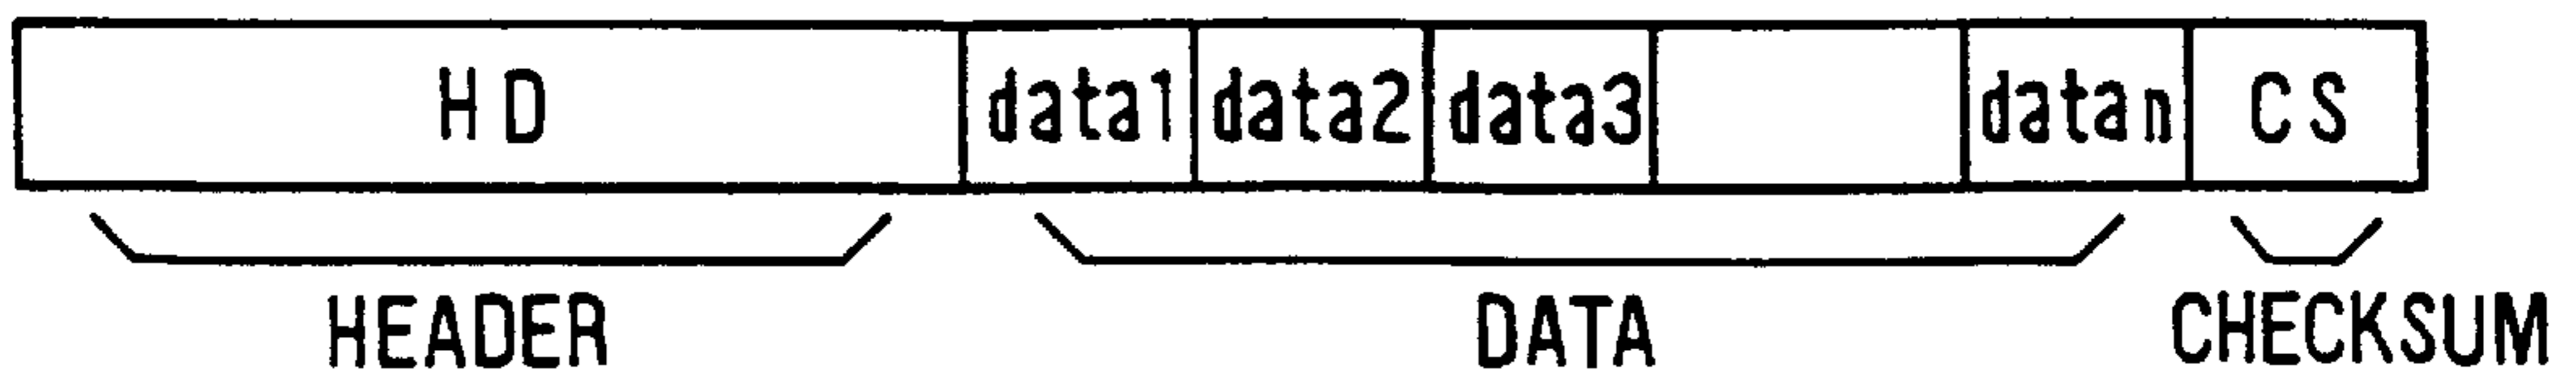 HD data1 data2 data3 datan CS
HEADER DATA CHECKSUM